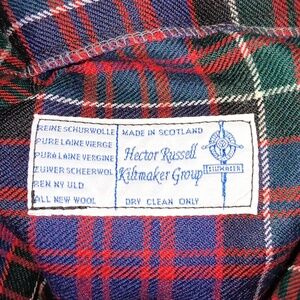 REINE SCHURWOLLE
PURE LAINE VIERGE
PURA LAINE VERGINE
ZUIVER SCHEERWOL
REN NY ULD
ALL NEW WOOL
MADE IN SCOTLAND
Hector Russell
Kiltmaker Group
KILTMAKER
DRY CLEAN ONLY